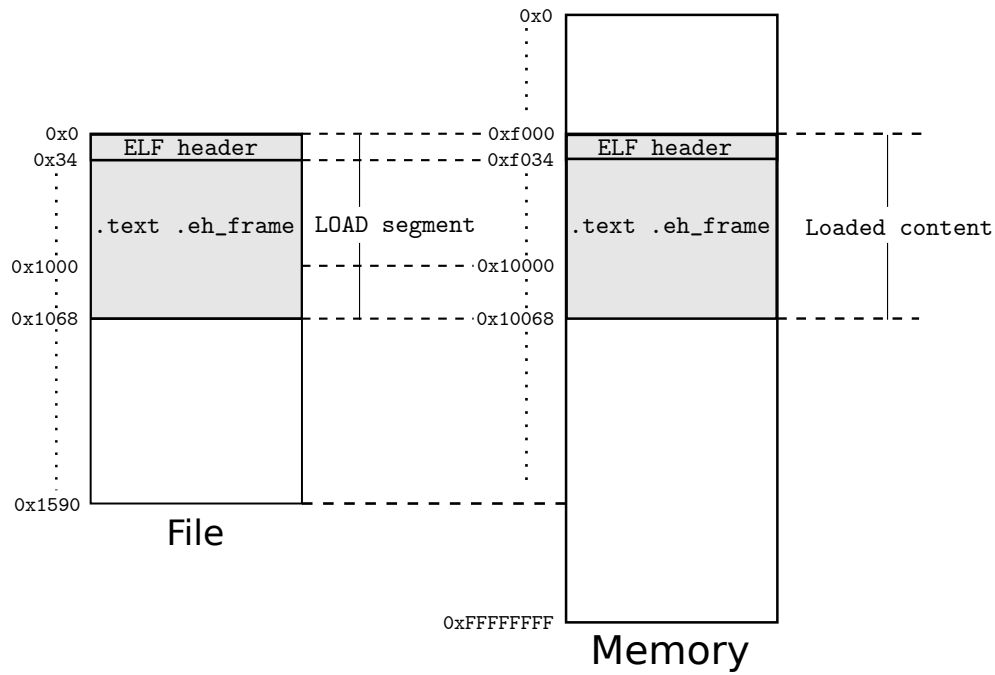 0x0
0x0
ELF header
0xf000
ELF header
0x34
0xf034
.text .eh_frame
LOAD segment
.text .eh_frame
Loaded content
0x1000
0x10000
0x1068
0x10068
0x1590
File
0xFFFFFFFF
Memory